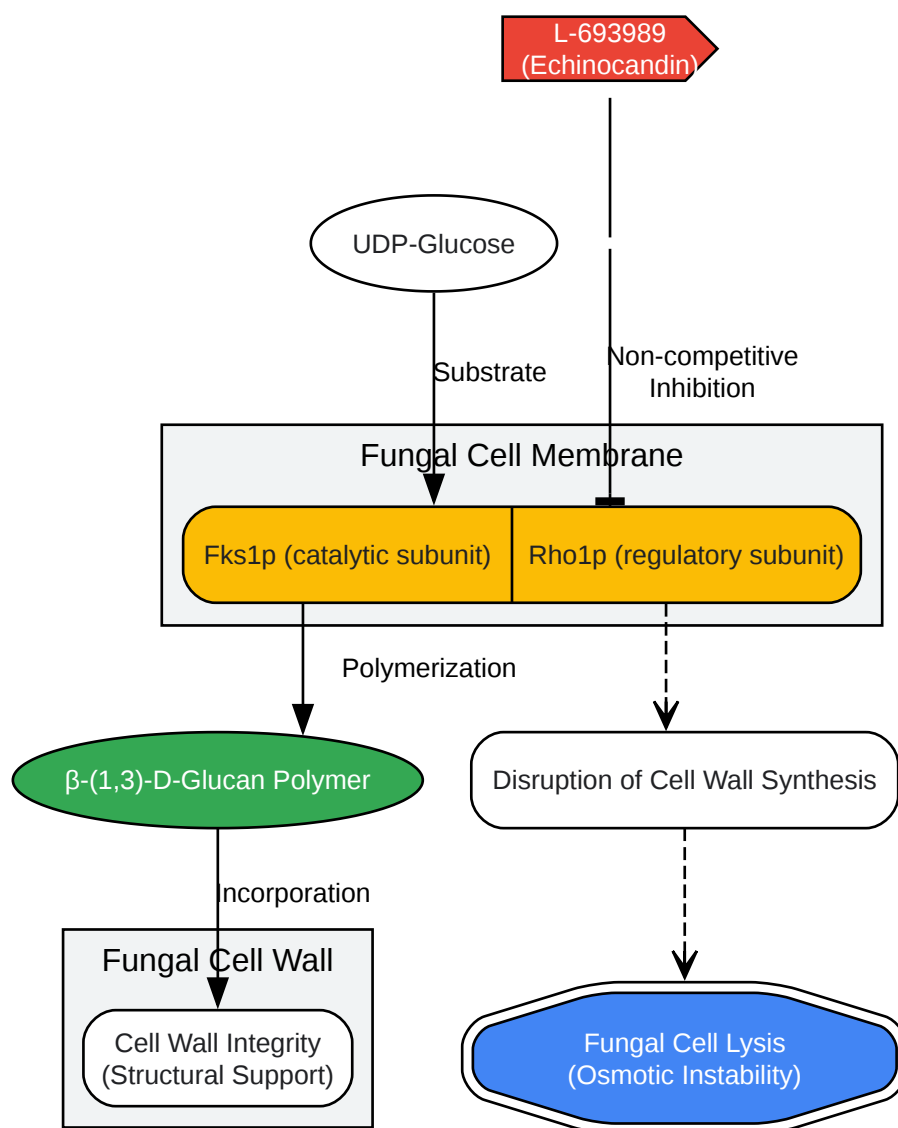 L-693989
(Echinocandin)
UDP-Glucose
Substrate
Non-competitive
Inhibition
Fungal Cell Membrane
Fks1p (catalytic subunit)
Rho1p (regulatory subunit)
Polymerization
β-(1,3)-D-Glucan Polymer
Disruption of Cell Wall Synthesis
Incorporation
Fungal Cell Wall
Cell Wall Integrity
(Structural Support)
Fungal Cell Lysis
(Osmotic Instability)